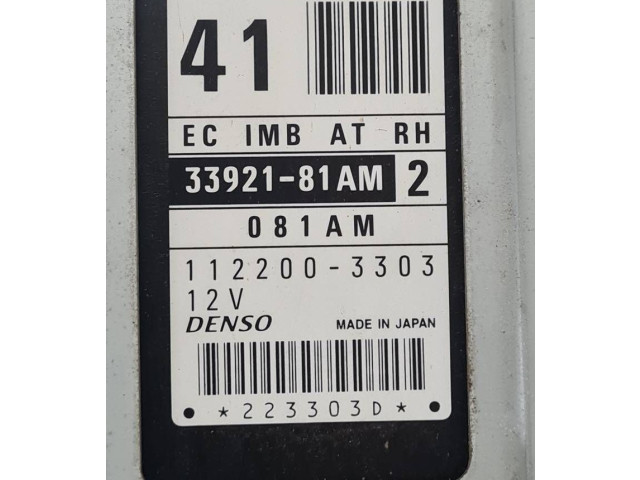 41
EC IMB AT RH
33921-81AM 2
081AM
112200-3303
12V
DENSO MADE IN JAPAN
*223303D*